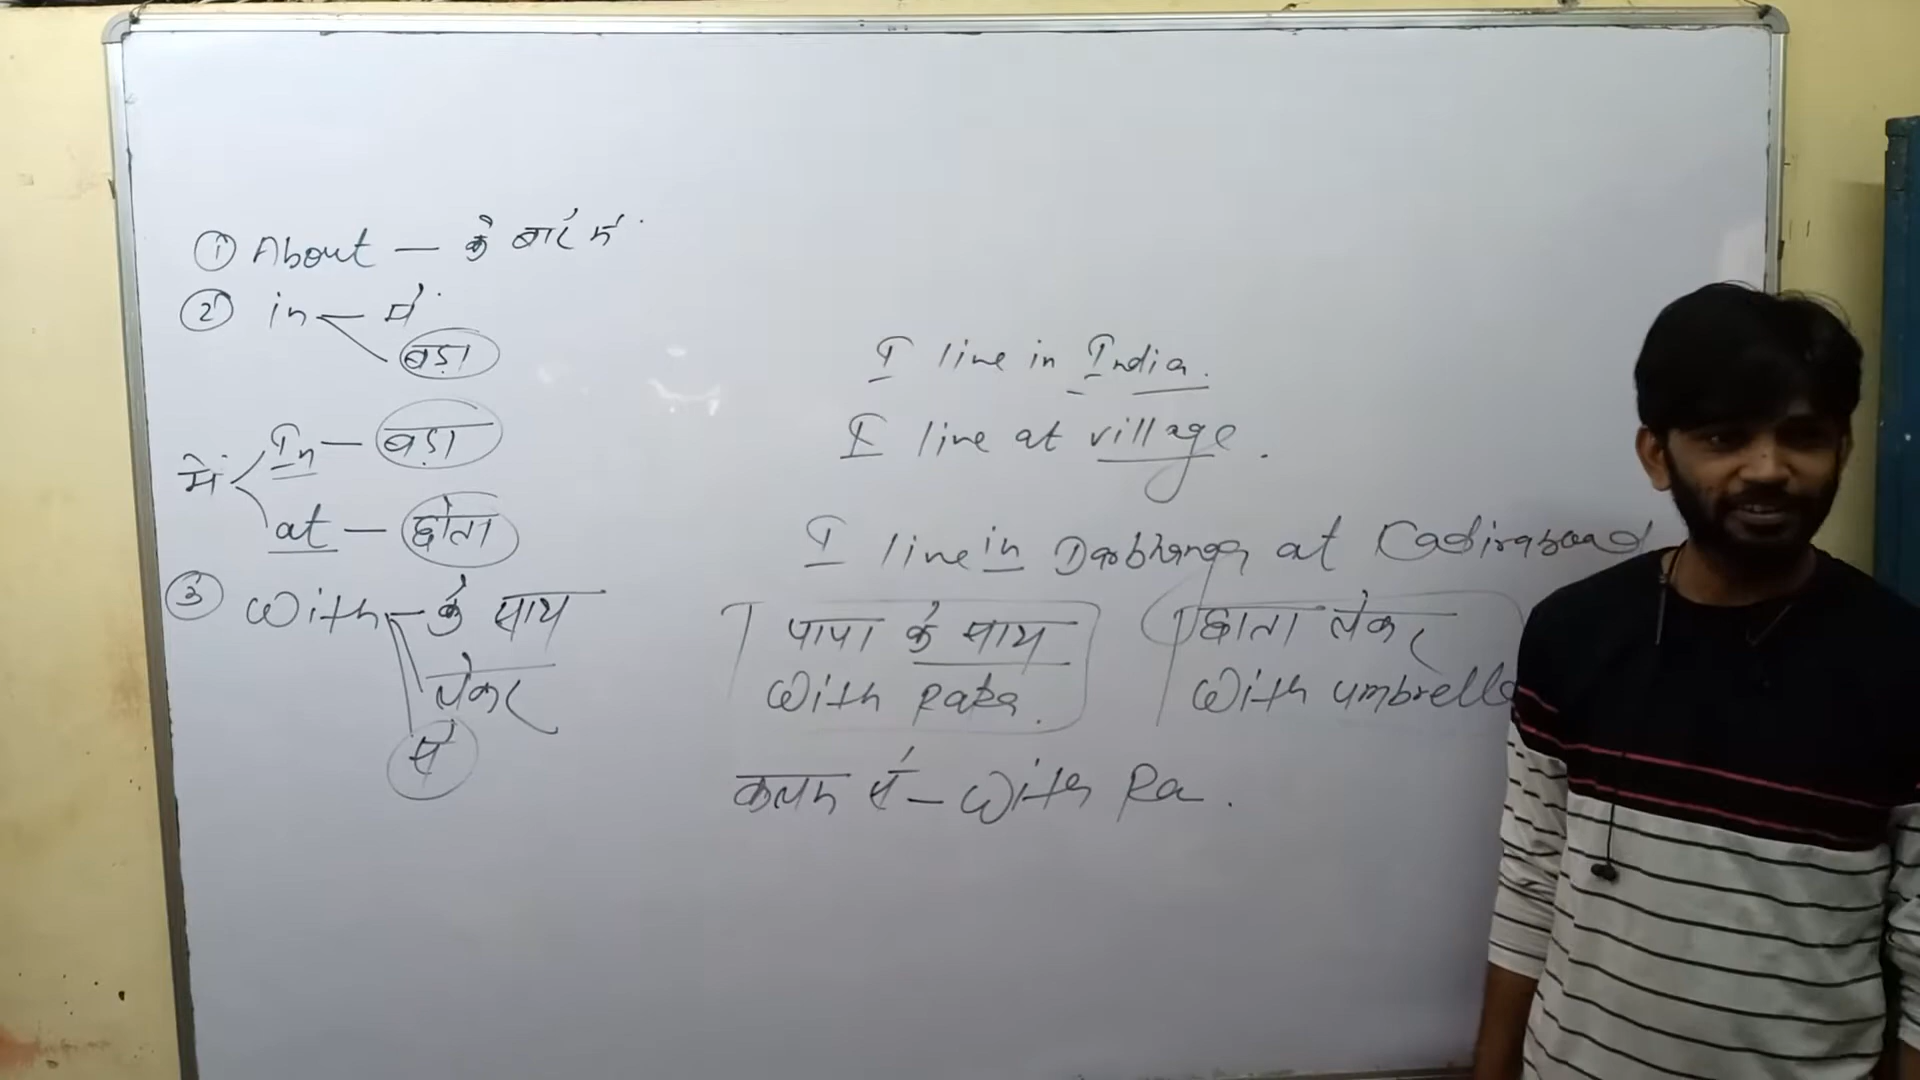 ① About — के बारे में
② in — में
बड़ा
में
In — बड़ा
at — छोटा
③ With — के साथ
लेकर
से
I live in India.
I live at village.
I live in Darbhanga at Kadirabad
पापा के साथ
With papa.
छाता लेकर
With umbrella
कलम से — With Pen.